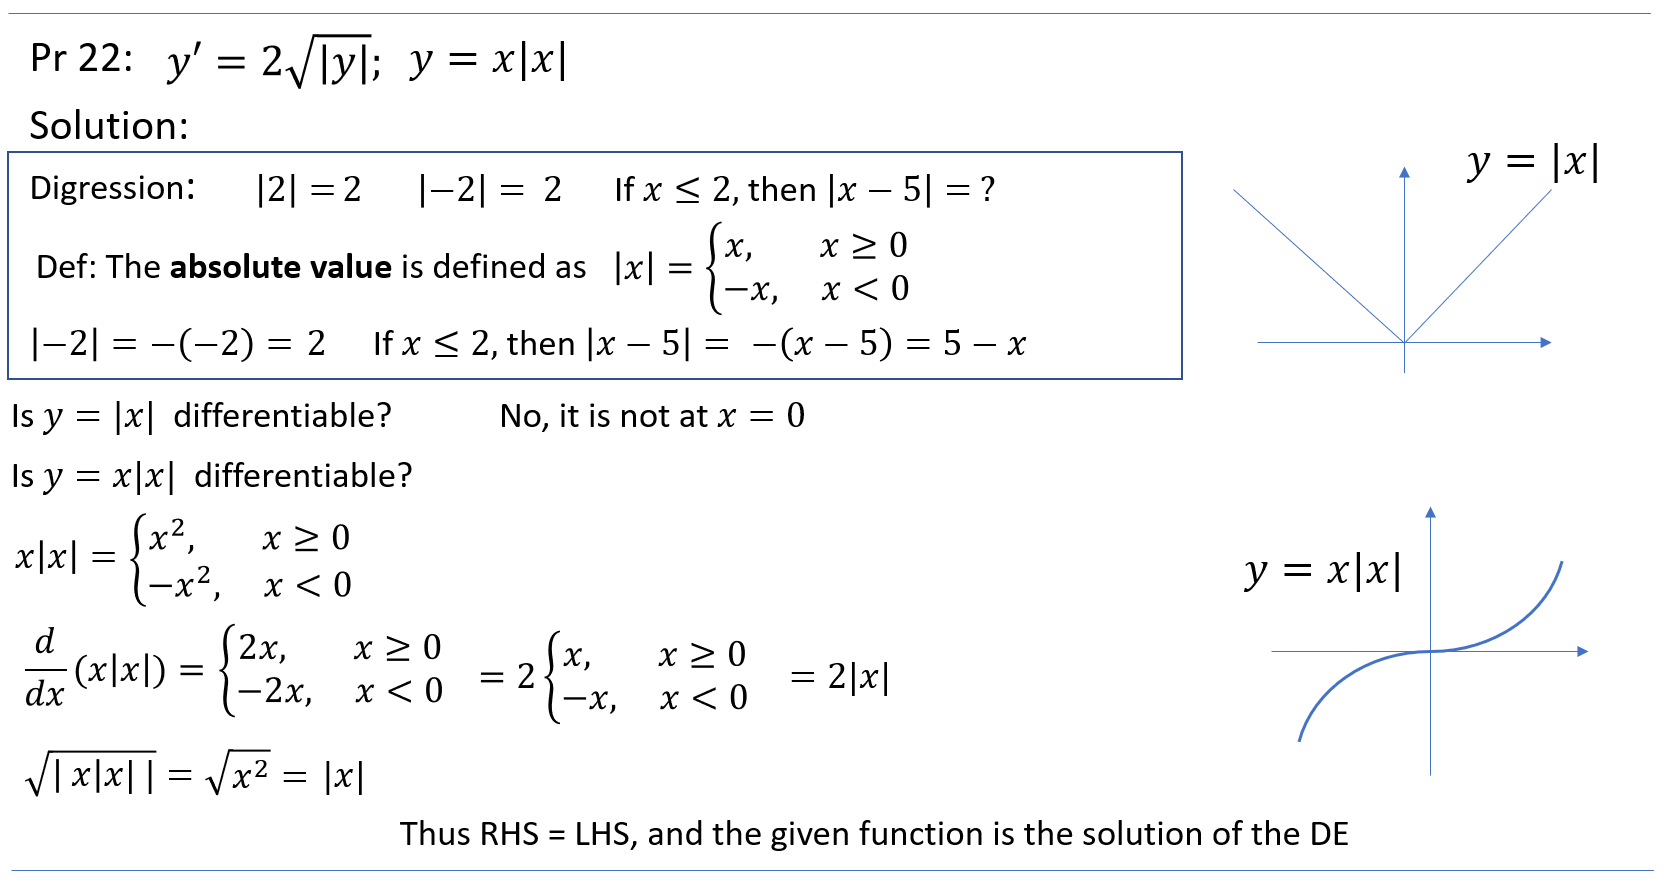 Pr 22: y′ = 2√|y|; y = x|x|
Solution:
Digression: |2| = 2 |−2| = 2 If x ≤ 2, then |x − 5| = ?
Def: The absolute value is defined as |x| = { x, x ≥ 0
−x, x < 0
|−2| = −(−2) = 2 If x ≤ 2, then |x − 5| = −(x − 5) = 5 − x
y = |x|
Is y = |x| differentiable? No, it is not at x = 0
Is y = x|x| differentiable?
x|x| = { x², x ≥ 0
−x², x < 0
y = x|x|
d/dx (x|x|) = { 2x, x ≥ 0 = 2 { x, x ≥ 0 = 2|x|
−2x, x < 0 −x, x < 0
√| x|x| | = √x² = |x|
Thus RHS = LHS, and the given function is the solution of the DE